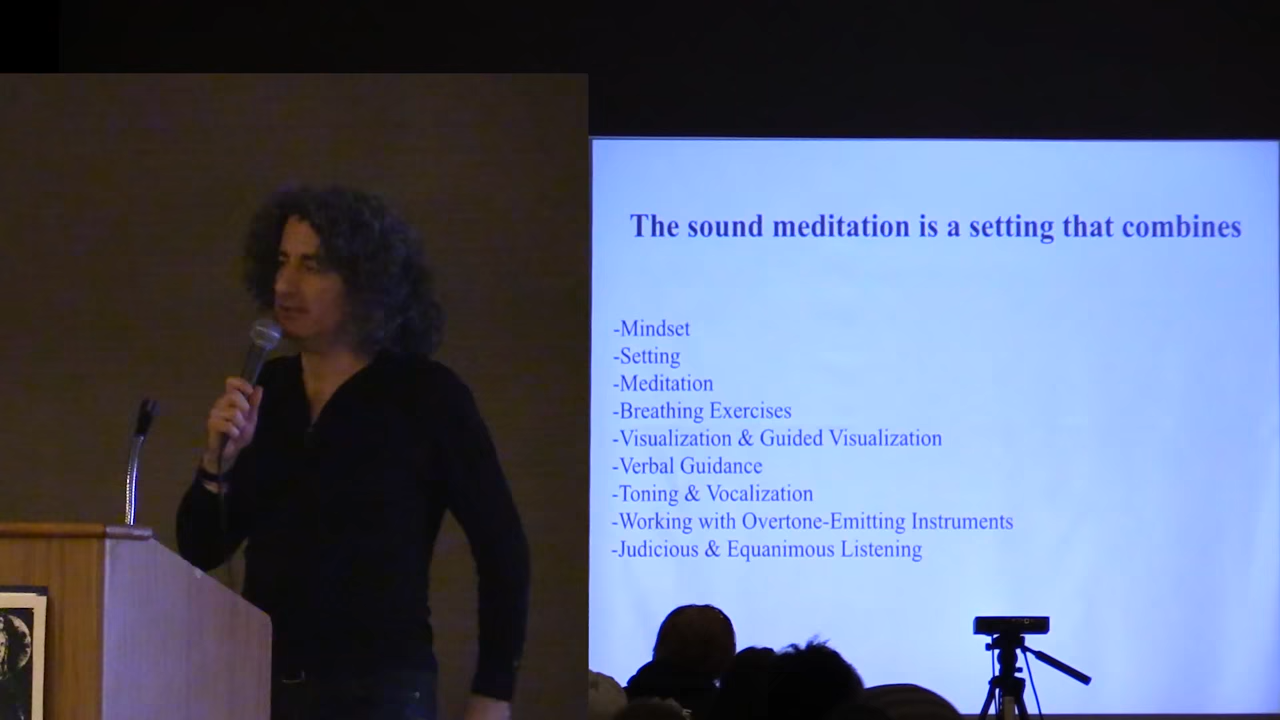 The sound meditation is a setting that combines
-Mindset
-Setting
-Meditation
-Breathing Exercises
-Visualization & Guided Visualization
-Verbal Guidance
-Toning & Vocalization
-Working with Overtone-Emitting Instruments
-Judicious & Equanimous Listening